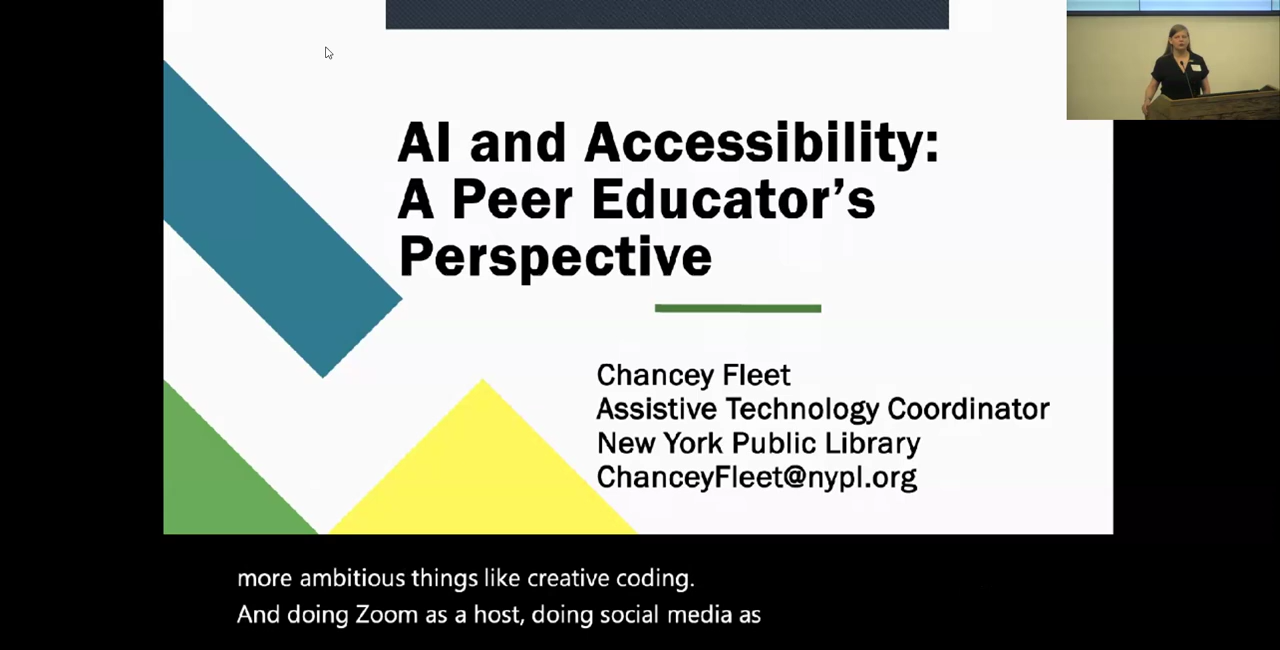 AI and Accessibility:
A Peer Educator’s
Perspective
Chancey Fleet
Assistive Technology Coordinator
New York Public Library
ChanceyFleet@nypl.org
more ambitious things like creative coding.
And doing Zoom as a host, doing social media as